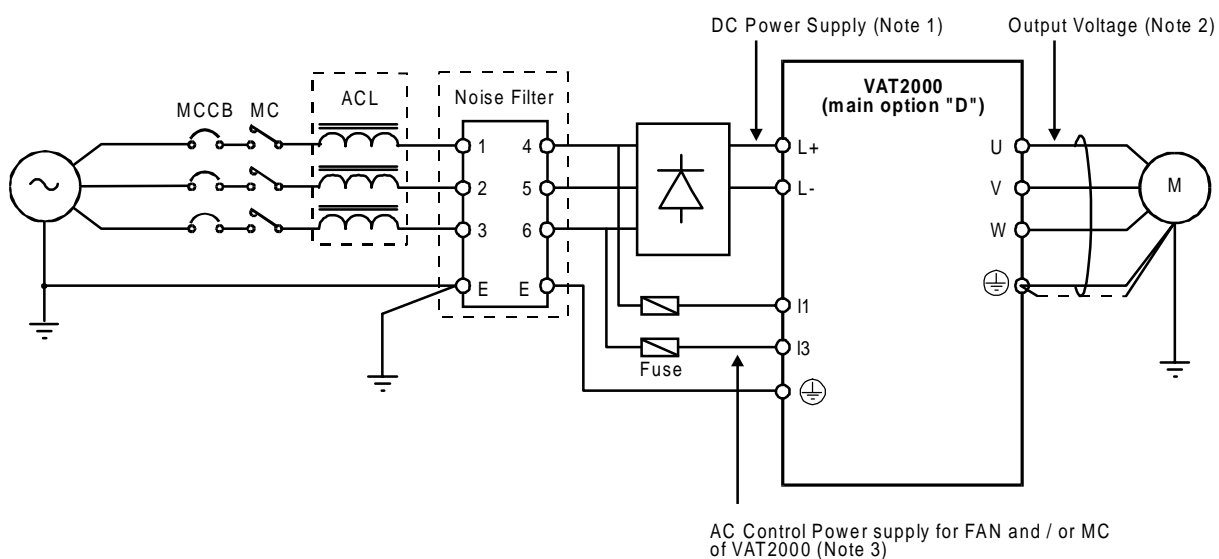 DC Power Supply (Note 1)
Output Voltage (Note 2)
VAT2000
(main option "D")
MCCB
MC
ACL
Noise Filter
1
4
2
5
3
6
E
E
L+
L-
U
V
W
M
I1
I3
Fuse
AC Control Power supply for FAN and / or MC
of VAT2000 (Note 3)